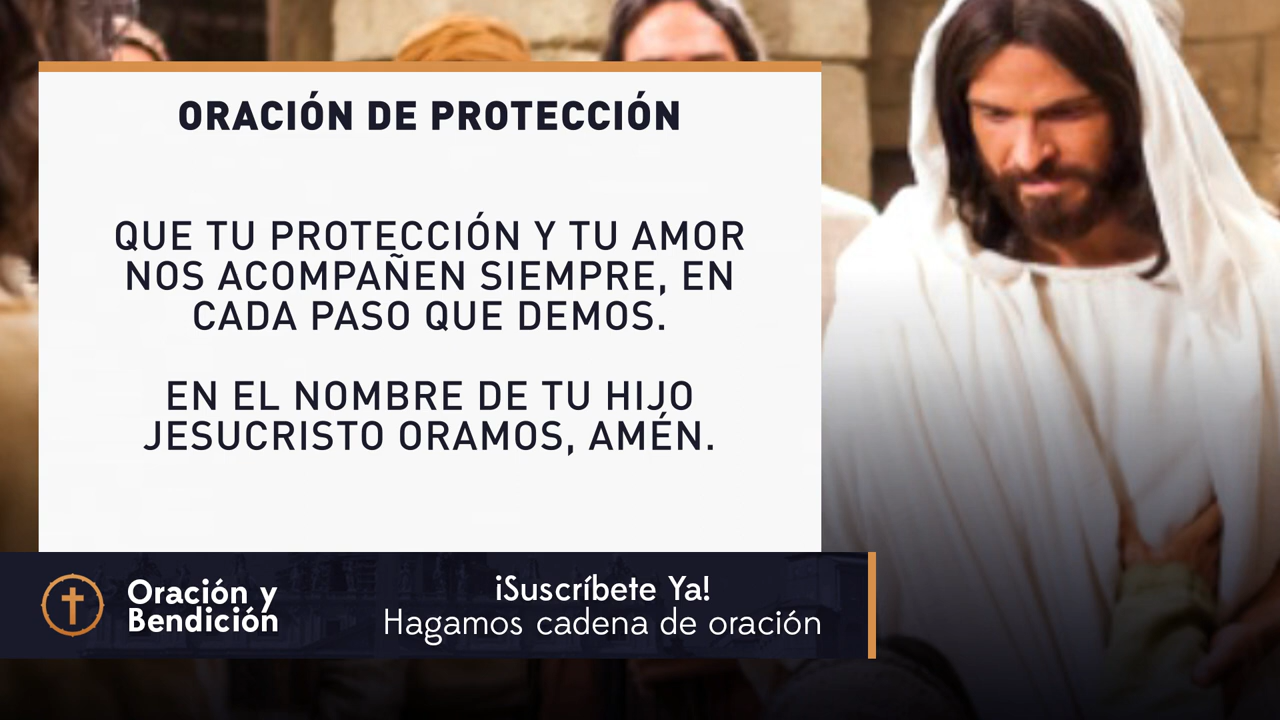 ORACIÓN DE PROTECCIÓN
QUE TU PROTECCIÓN Y TU AMOR
NOS ACOMPAÑEN SIEMPRE, EN
CADA PASO QUE DEMOS.
EN EL NOMBRE DE TU HIJO
JESUCRISTO ORAMOS, AMÉN.
Oración y
Bendición
¡Suscríbete Ya!
Hagamos cadena de oración